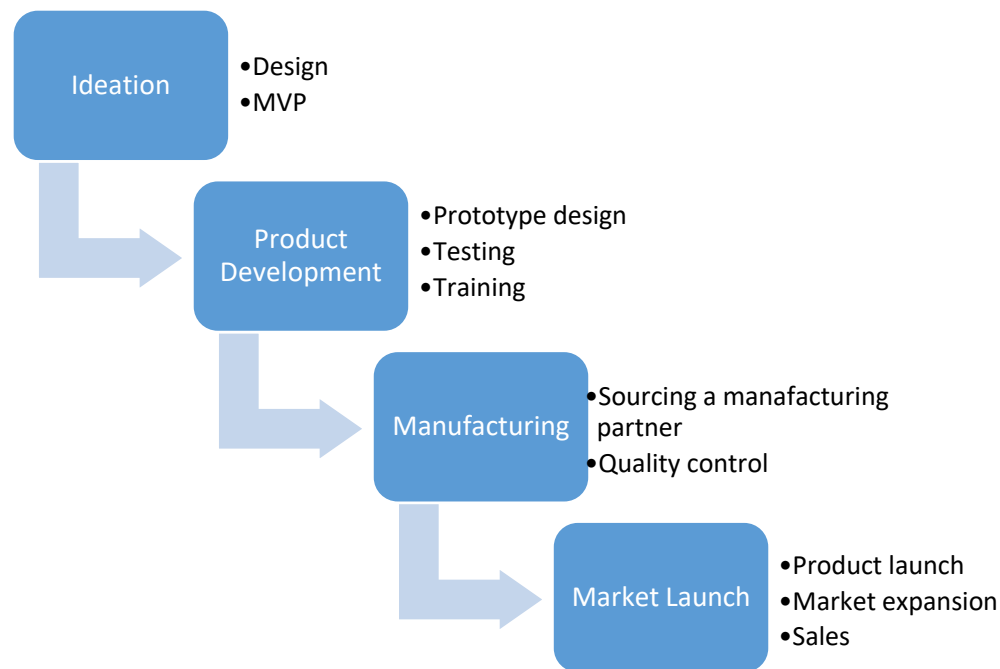 Ideation
•Design
•MVP
Product
Development
•Prototype design
•Testing
•Training
Manufacturing
•Sourcing a manafacturing
partner
•Quality control
Market Launch
•Product launch
•Market expansion
•Sales